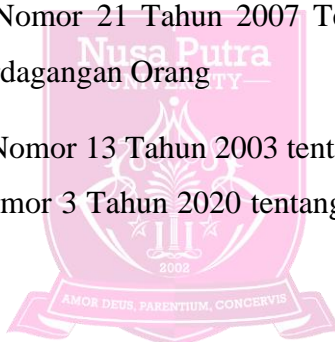 Nomor 21 Tahun 2007 Te
Nusa Putra
UNIVERSITY
dagangan Orang
Nomor 13 Tahun 2003 tent
mor 3 Tahun 2020 tentang
2002
AMOR DEUS, PARENTIUM, CONCERVIS